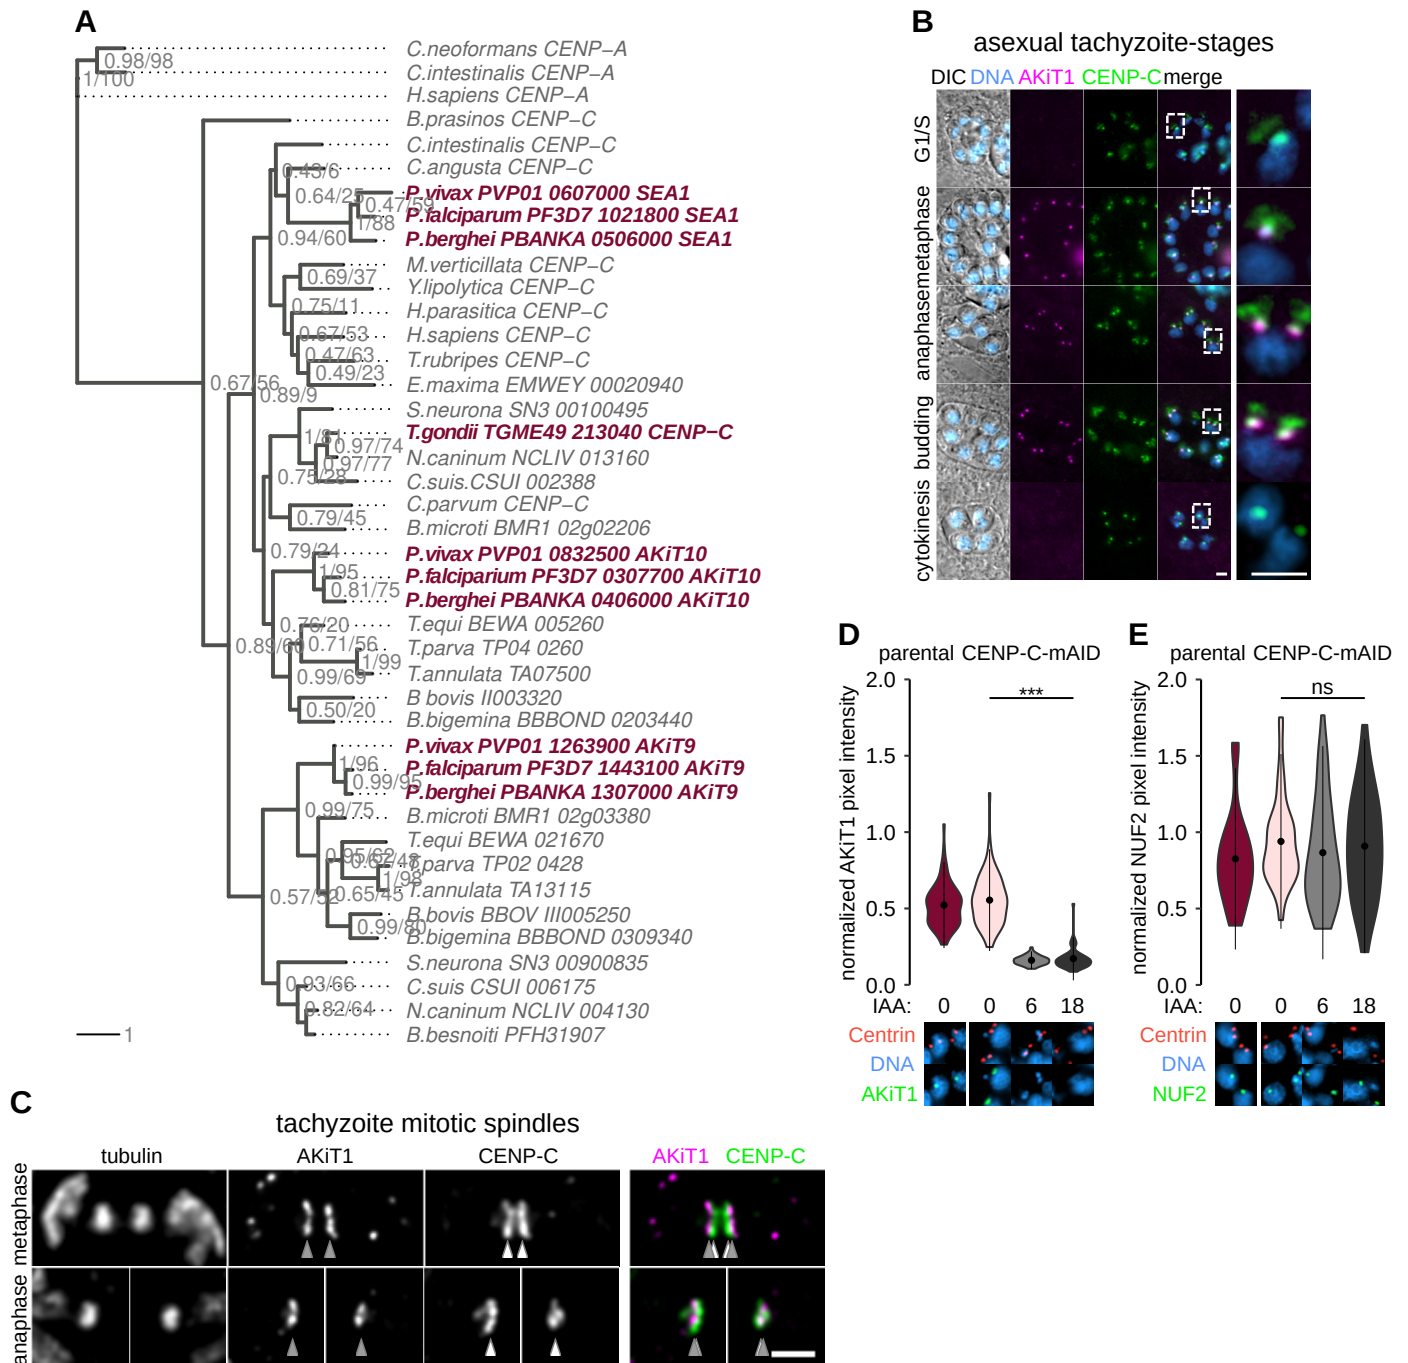 A
C.neoformans CENP−A
0.98/98
C.intestinalis CENP−A
1/100
H.sapiens CENP−A
B.prasinos CENP−C
C.intestinalis CENP−C
0.43/6
C.angusta CENP−C
0.64/25
P.vivax PVP01 0607000 SEA1
0.47/59
P.falciparum PF3D7 1021800 SEA1
1/88
0.94/60
P.berghei PBANKA 0506000 SEA1
M.verticillata CENP−C
0.69/37
Y.lipolytica CENP−C
0.75/11
H.parasitica CENP−C
0.67/53
H.sapiens CENP−C
0.47/63
T.rubripes CENP−C
0.49/23
E.maxima EMWEY 00020940
0.67/56
0.89/9
S.neurona SN3 00100495
1/81
T.gondii TGME49 213040 CENP−C
0.97/74
N.caninum NCLIV 013160
0.97/77
0.75/28
C.suis.CSUI 002388
C.parvum CENP−C
0.79/45
B.microti BMR1 02g02206
0.79/24
P.vivax PVP01 0832500 AKiT10
1/95
P.falciparium PF3D7 0307700 AKiT10
0.81/75
P.berghei PBANKA 0406000 AKiT10
0.76/20
T.equi BEWA 005260
0.89/60
0.71/56
T.parva TP04 0260
1/99
0.99/69
T.annulata TA07500
B bovis II003320
0.50/20
B.bigemina BBBOND 0203440
P.vivax PVP01 1263900 AKiT9
1/96
P.falciparum PF3D7 1443100 AKiT9
0.99/95
P.berghei PBANKA 1307000 AKiT9
0.99/75
B.microti BMR1 02g03380
T.equi BEWA 021670
0.95/62
T.parva TP02 0428
1/98
0.65/45
T.annulata TA13115
0.57/52
B.bovis BBOV III005250
0.99/80
B.bigemina BBBOND 0309340
S.neurona SN3 00900835
0.93/66
C.suis CSUI 006175
0.82/64
N.caninum NCLIV 004130
B.besnoiti PFH31907
1
B
asexual tachyzoite-stages
DIC DNA AKiT1 CENP-C merge
G1/S
metaphase
anaphase
budding
cytokinesis
C
tachyzoite mitotic spindles
tubulin AKiT1 CENP-C AKiT1 CENP-C
metaphase
anaphase
D
parental CENP-C-mAID
normalized AKiT1 pixel intensity
2.0
1.5
1.0
0.5
0.0
***
IAA: 0 0 6 18
Centrin
DNA
AKiT1
E
parental CENP-C-mAID
normalized NUF2 pixel intensity
2.0
1.5
1.0
0.5
0.0
ns
IAA: 0 0 6 18
Centrin
DNA
NUF2